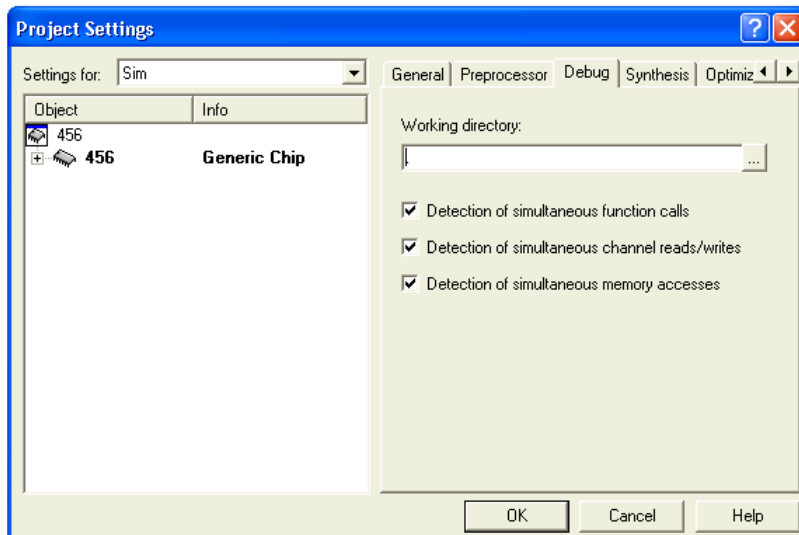 Project Settings
Settings for: Sim
General Preprocessor Debug Synthesis Optimiz
Object Info
456
456 Generic Chip
Working directory:
.
...
Detection of simultaneous function calls
Detection of simultaneous channel reads/writes
Detection of simultaneous memory accesses
OK Cancel Help